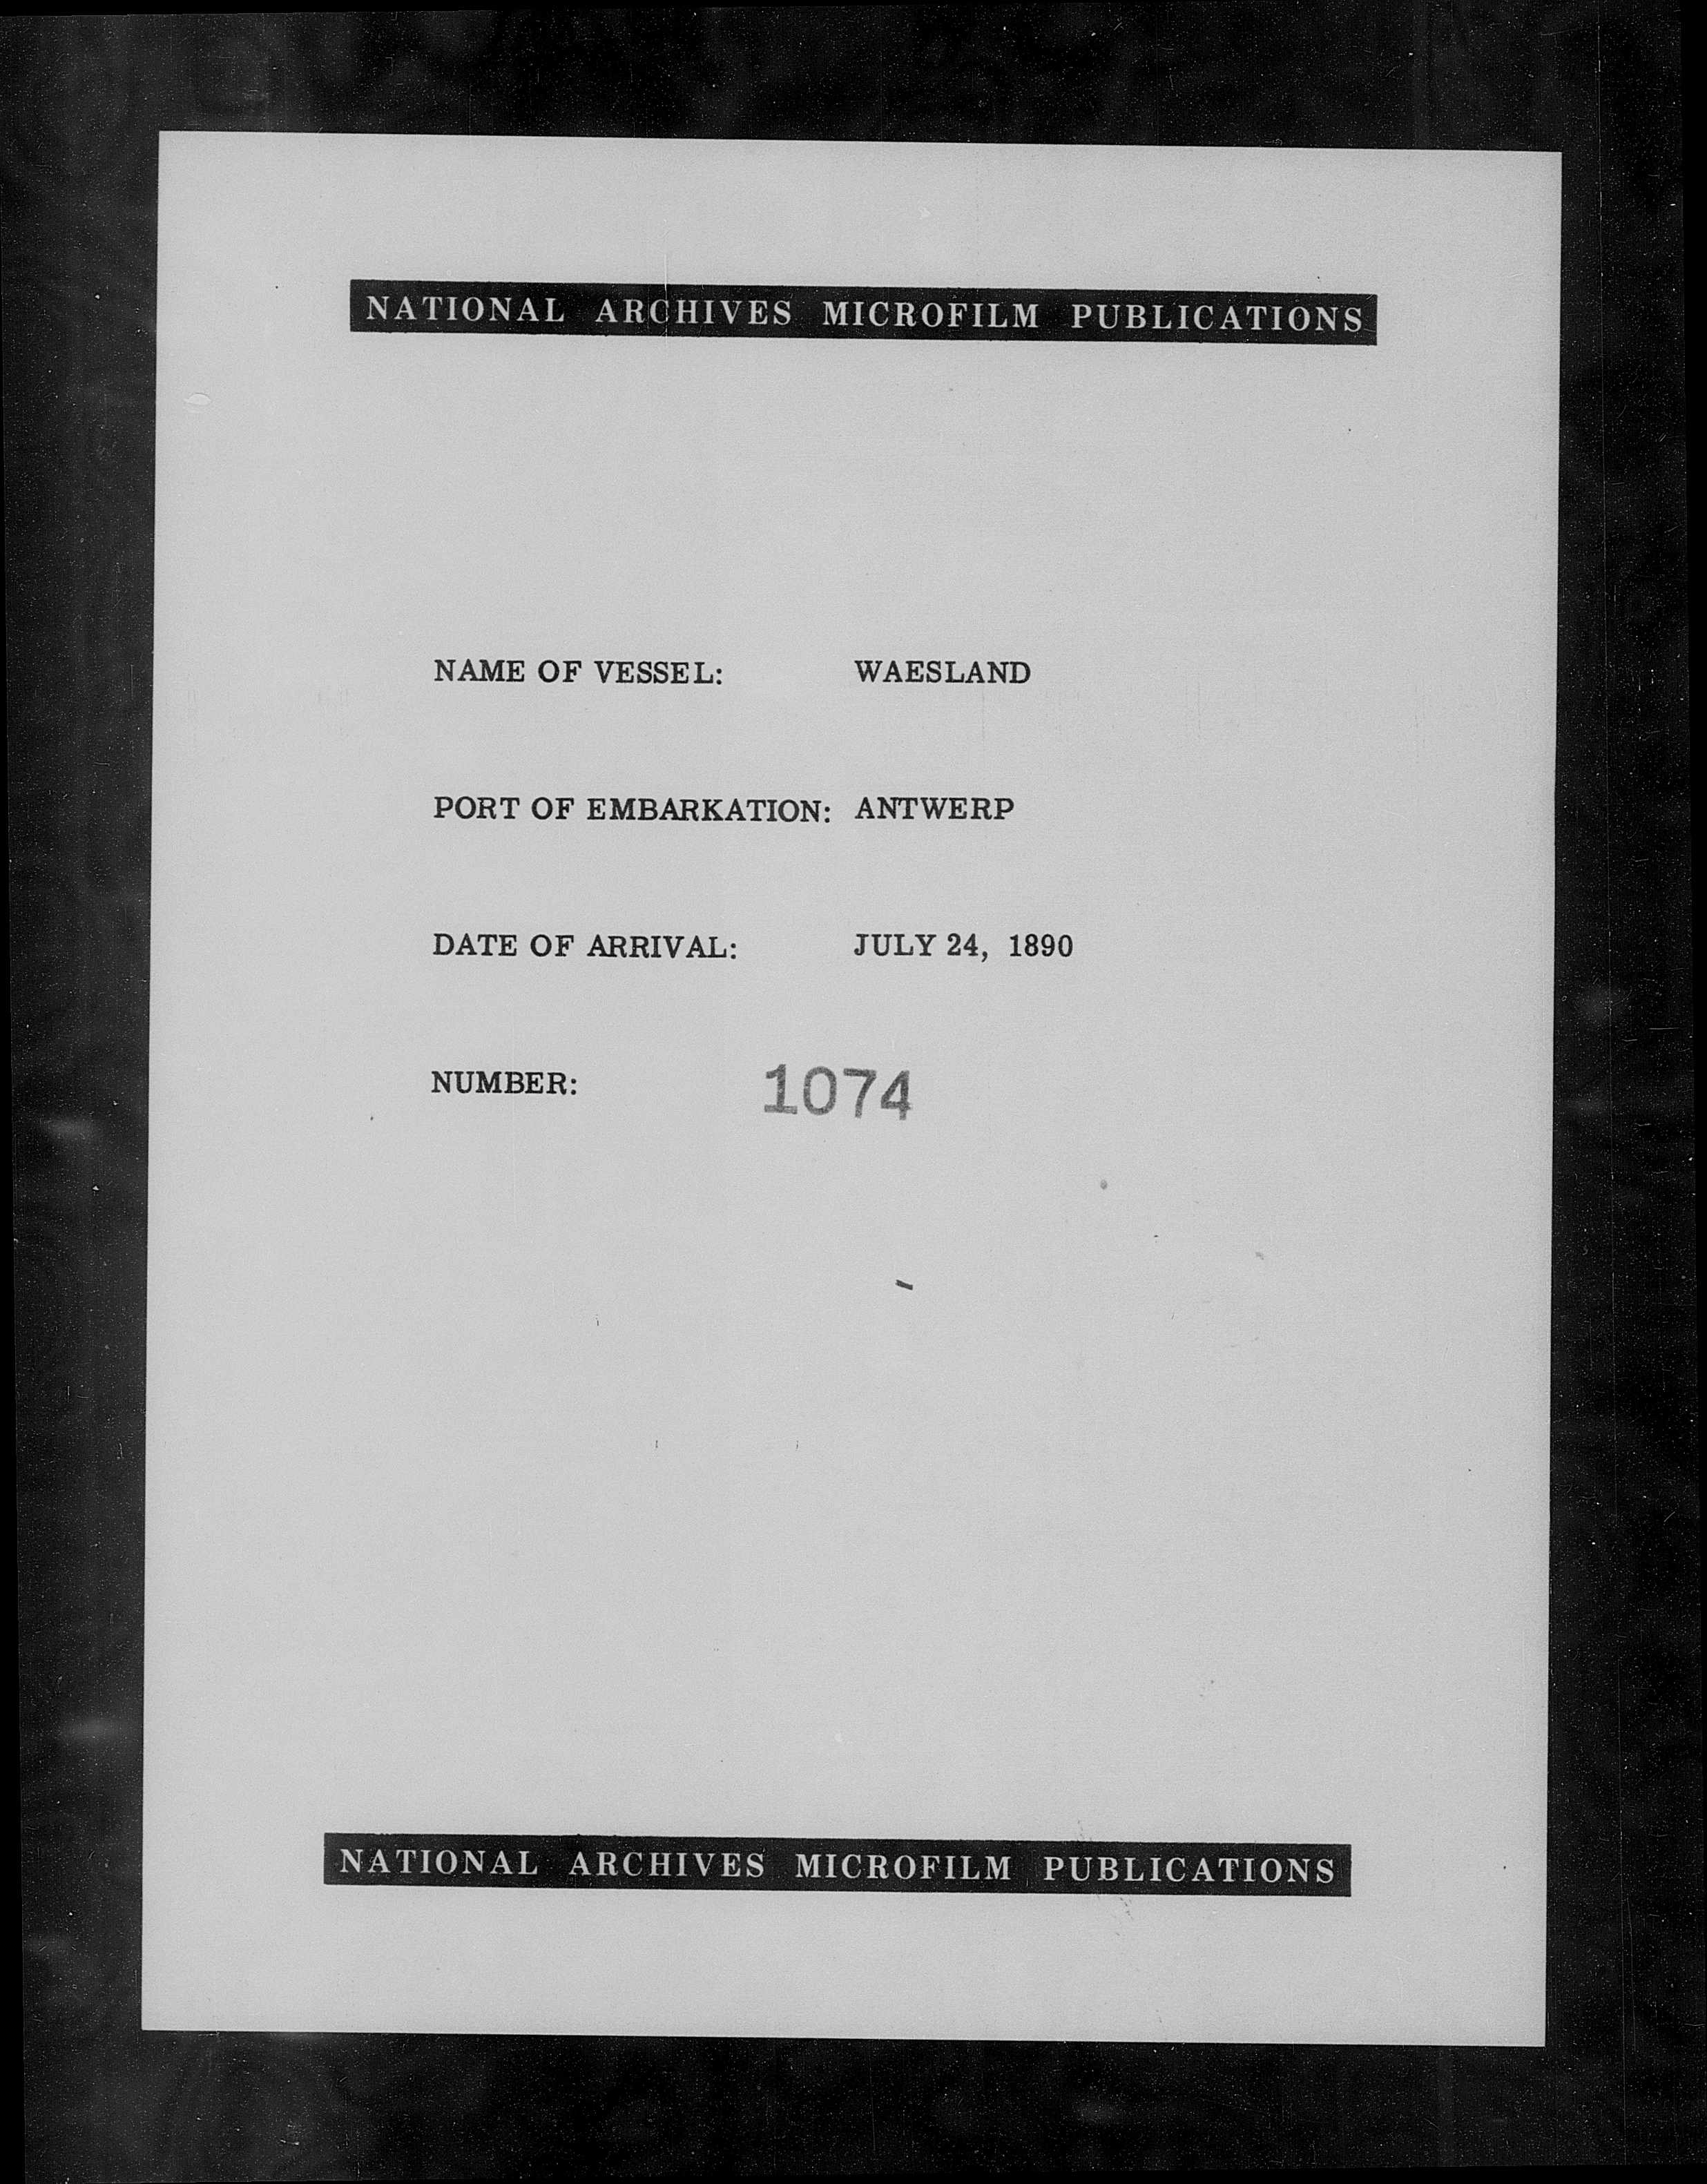 NATIONAL ARCHIVES MICROFILM PUBLICATIONS
NAME OF VESSEL: WAESLAND
PORT OF EMBARKATION: ANTWERP
DATE OF ARRIVAL: JULY 24, 1890
NUMBER: 1074
NATIONAL ARCHIVES MICROFILM PUBLICATIONS